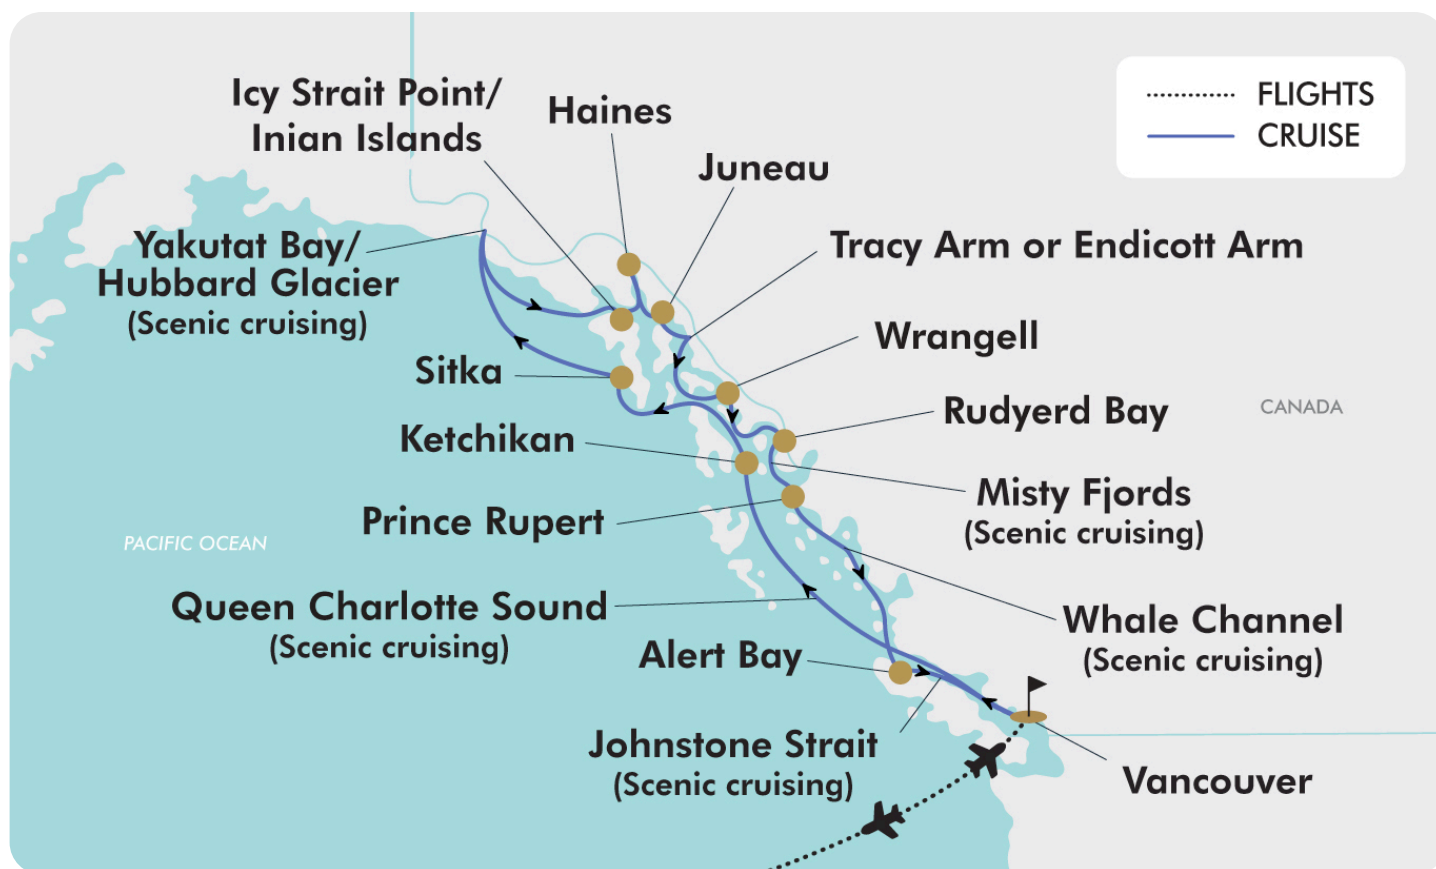 FLIGHTS
CRUISE
Icy Strait Point/
Inian Islands
Haines
Juneau
Yakutat Bay/
Hubbard Glacier
(Scenic cruising)
Tracy Arm or Endicott Arm
Wrangell
Sitka
Rudyerd Bay
CANADA
Ketchikan
Misty Fjords
(Scenic cruising)
Prince Rupert
PACIFIC OCEAN
Queen Charlotte Sound
(Scenic cruising)
Whale Channel
(Scenic cruising)
Alert Bay
Johnstone Strait
(Scenic cruising)
Vancouver